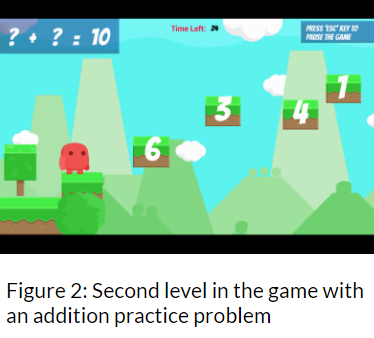 ? + ? = 10
Time Left:
PRESS "ESC" KEY TO
PAUSE THE GAME
1
3
4
6
Figure 2: Second level in the game with
an addition practice problem